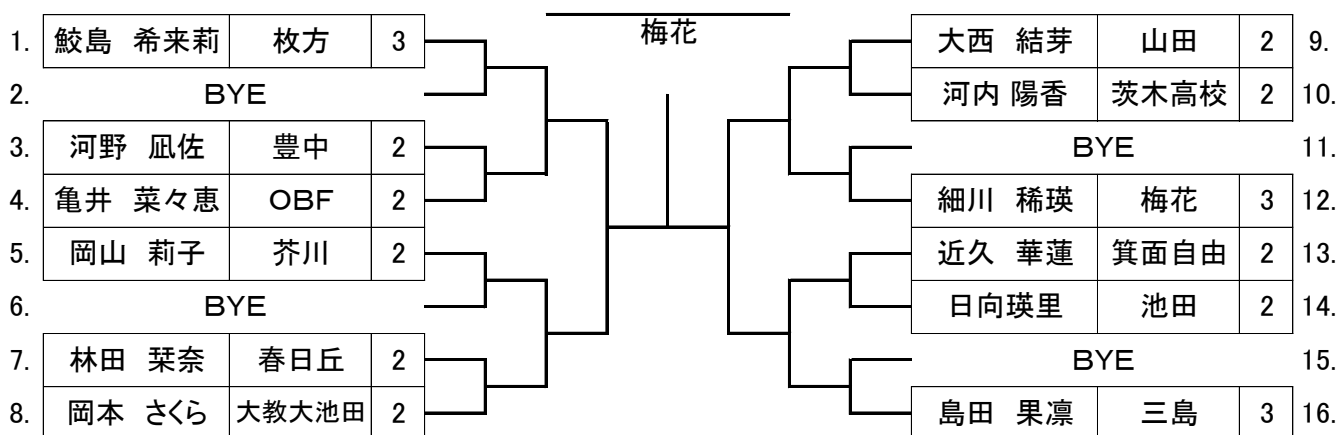 梅花
1. 鮫島 希来莉 枚方 3
2. BYE
3. 河野 凪佐 豊中 2
4. 亀井 菜々恵 OBF 2
5. 岡山 莉子 芥川 2
6. BYE
7. 林田 栞奈 春日丘 2
8. 岡本 さくら 大教大池田 2
大西 結芽 山田 2 9.
河内 陽香 茨木高校 2 10.
BYE 11.
細川 稀瑛 梅花 3 12.
近久 華蓮 箕面自由 2 13.
日向瑛里 池田 2 14.
BYE 15.
島田 果凛 三島 3 16.